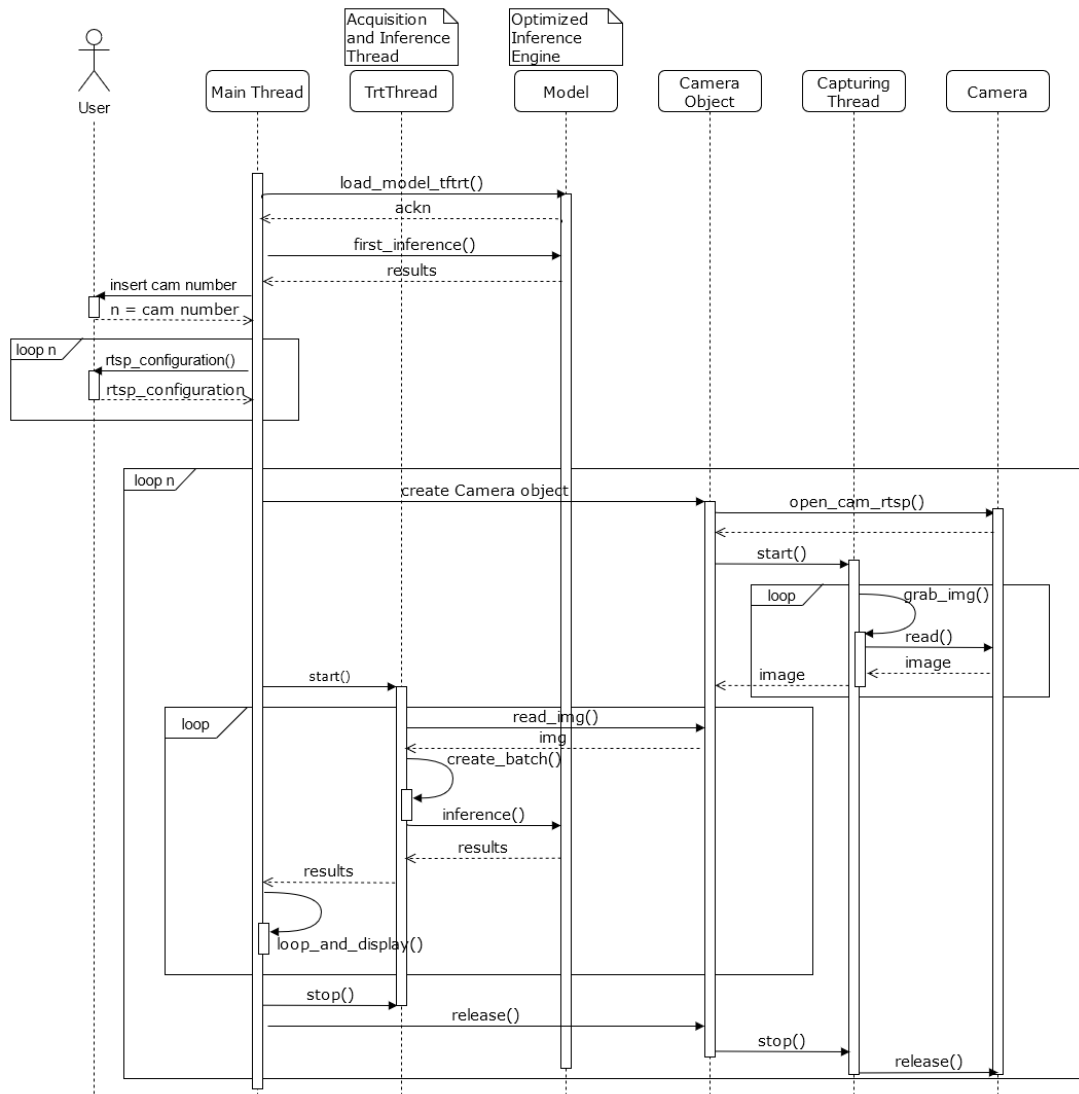 Acquisition
and Inference
Thread
Optimized
Inference
Engine
User
Main Thread
TrtThread
Model
Camera
Object
Capturing
Thread
Camera
load_model_tftrt()
ackn
first_inference()
results
insert cam number
n = cam number
loop n
rtsp_configuration()
rtsp_configuration
loop n
create Camera object
open_cam_rtsp()
start()
loop
grab_img()
read()
image
image
start()
loop
read_img()
img
create_batch()
inference()
results
results
loop_and_display()
stop()
release()
stop()
release()